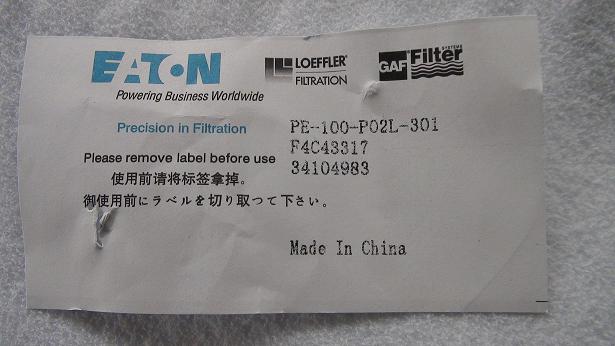 EATON
Powering Business Worldwide
LOEFFLER
FILTRATION
GAF Filter
SYSTEMS
Precision in Filtration
PE-100-P02L-301
F4C43317
34104983
Please remove label before use
使用前请将标签拿掉。
御使用前にラベルを切り取つて下さい。
Made In China